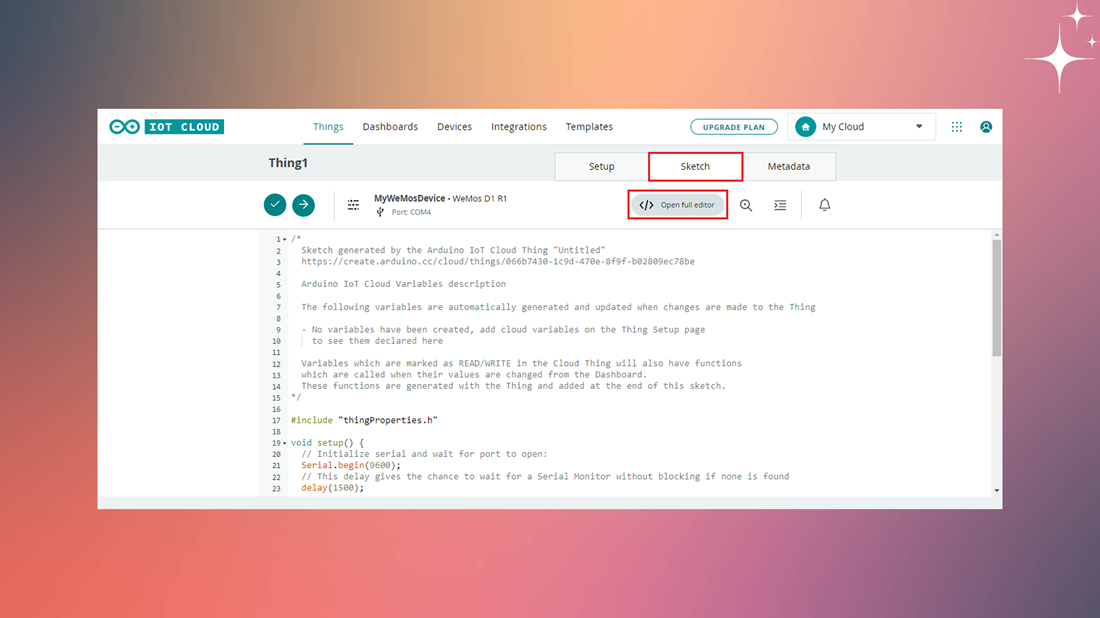 IOT CLOUD Things Dashboards Devices Integrations Templates UPGRADE PLAN My Cloud
Thing1 Setup Sketch Metadata
MyWeMosDevice - WeMos D1 R1
Port: COM4
</> Open full editor
1 /*
2 Sketch generated by the Arduino IoT Cloud Thing "Untitled"
3 https://create.arduino.cc/cloud/things/066b7430-1c9d-470e-8f9f-b02809ec78be
4
5 Arduino IoT Cloud Variables description
6
7 The following variables are automatically generated and updated when changes are made to the Thing
8
9 - No variables have been created, add cloud variables on the Thing Setup page
10 to see them declared here
11
12 Variables which are marked as READ/WRITE in the Cloud Thing will also have functions
13 which are called when their values are changed from the Dashboard.
14 These functions are generated with the Thing and added at the end of this sketch.
15 */
16
17 #include "thingProperties.h"
18
19 void setup() {
20 // Initialize serial and wait for port to open:
21 Serial.begin(9600);
22 // This delay gives the chance to wait for a Serial Monitor without blocking if none is found
23 delay(1500);